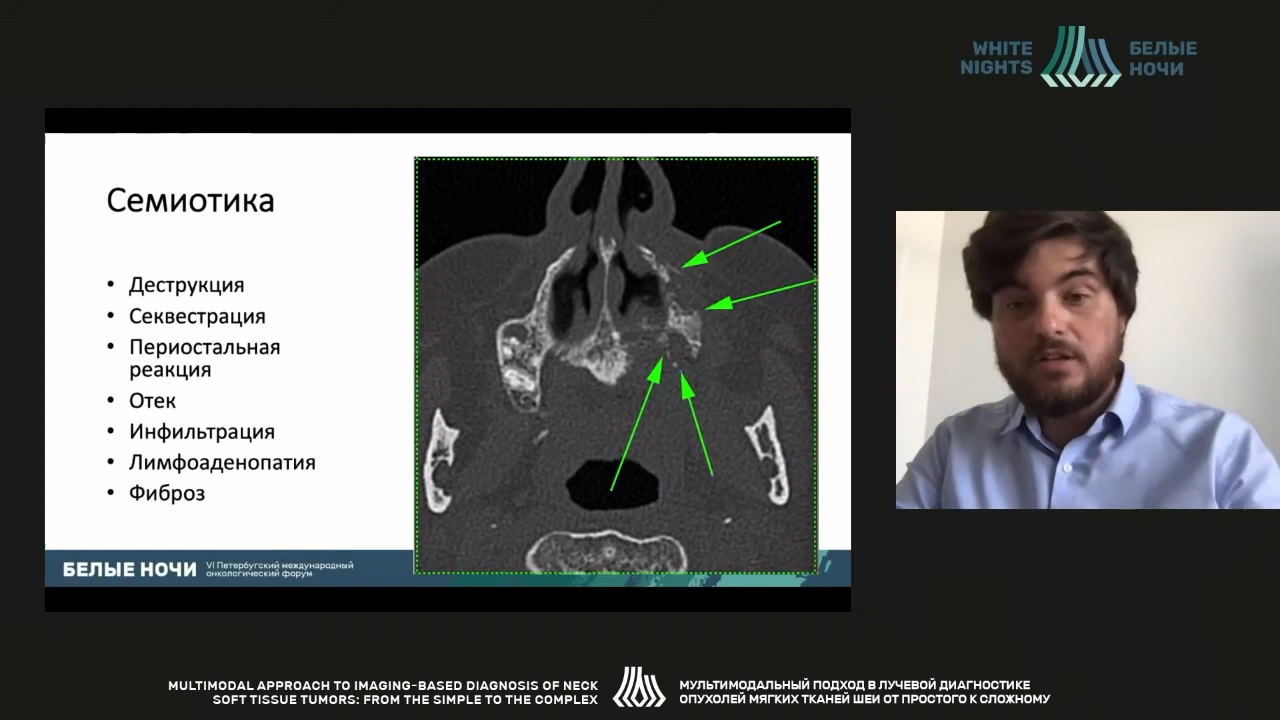 WHITE
NIGHTS
БЕЛЫЕ
НОЧИ
Семиотика
• Деструкция
• Секвестрация
• Периостальная
реакция
• Отек
• Инфильтрация
• Лимфоаденопатия
• Фиброз
БЕЛЫЕ НОЧИ
VI Петербугский международный
онкологический форум
MULTIMODAL APPROACH TO IMAGING-BASED DIAGNOSIS OF NECK
SOFT TISSUE TUMORS: FROM THE SIMPLE TO THE COMPLEX
МУЛЬТИМОДАЛЬНЫЙ ПОДХОД В ЛУЧЕВОЙ ДИАГНОСТИКЕ
ОПУХОЛЕЙ МЯГКИХ ТКАНЕЙ ШЕИ ОТ ПРОСТОГО К СЛОЖНОМУ